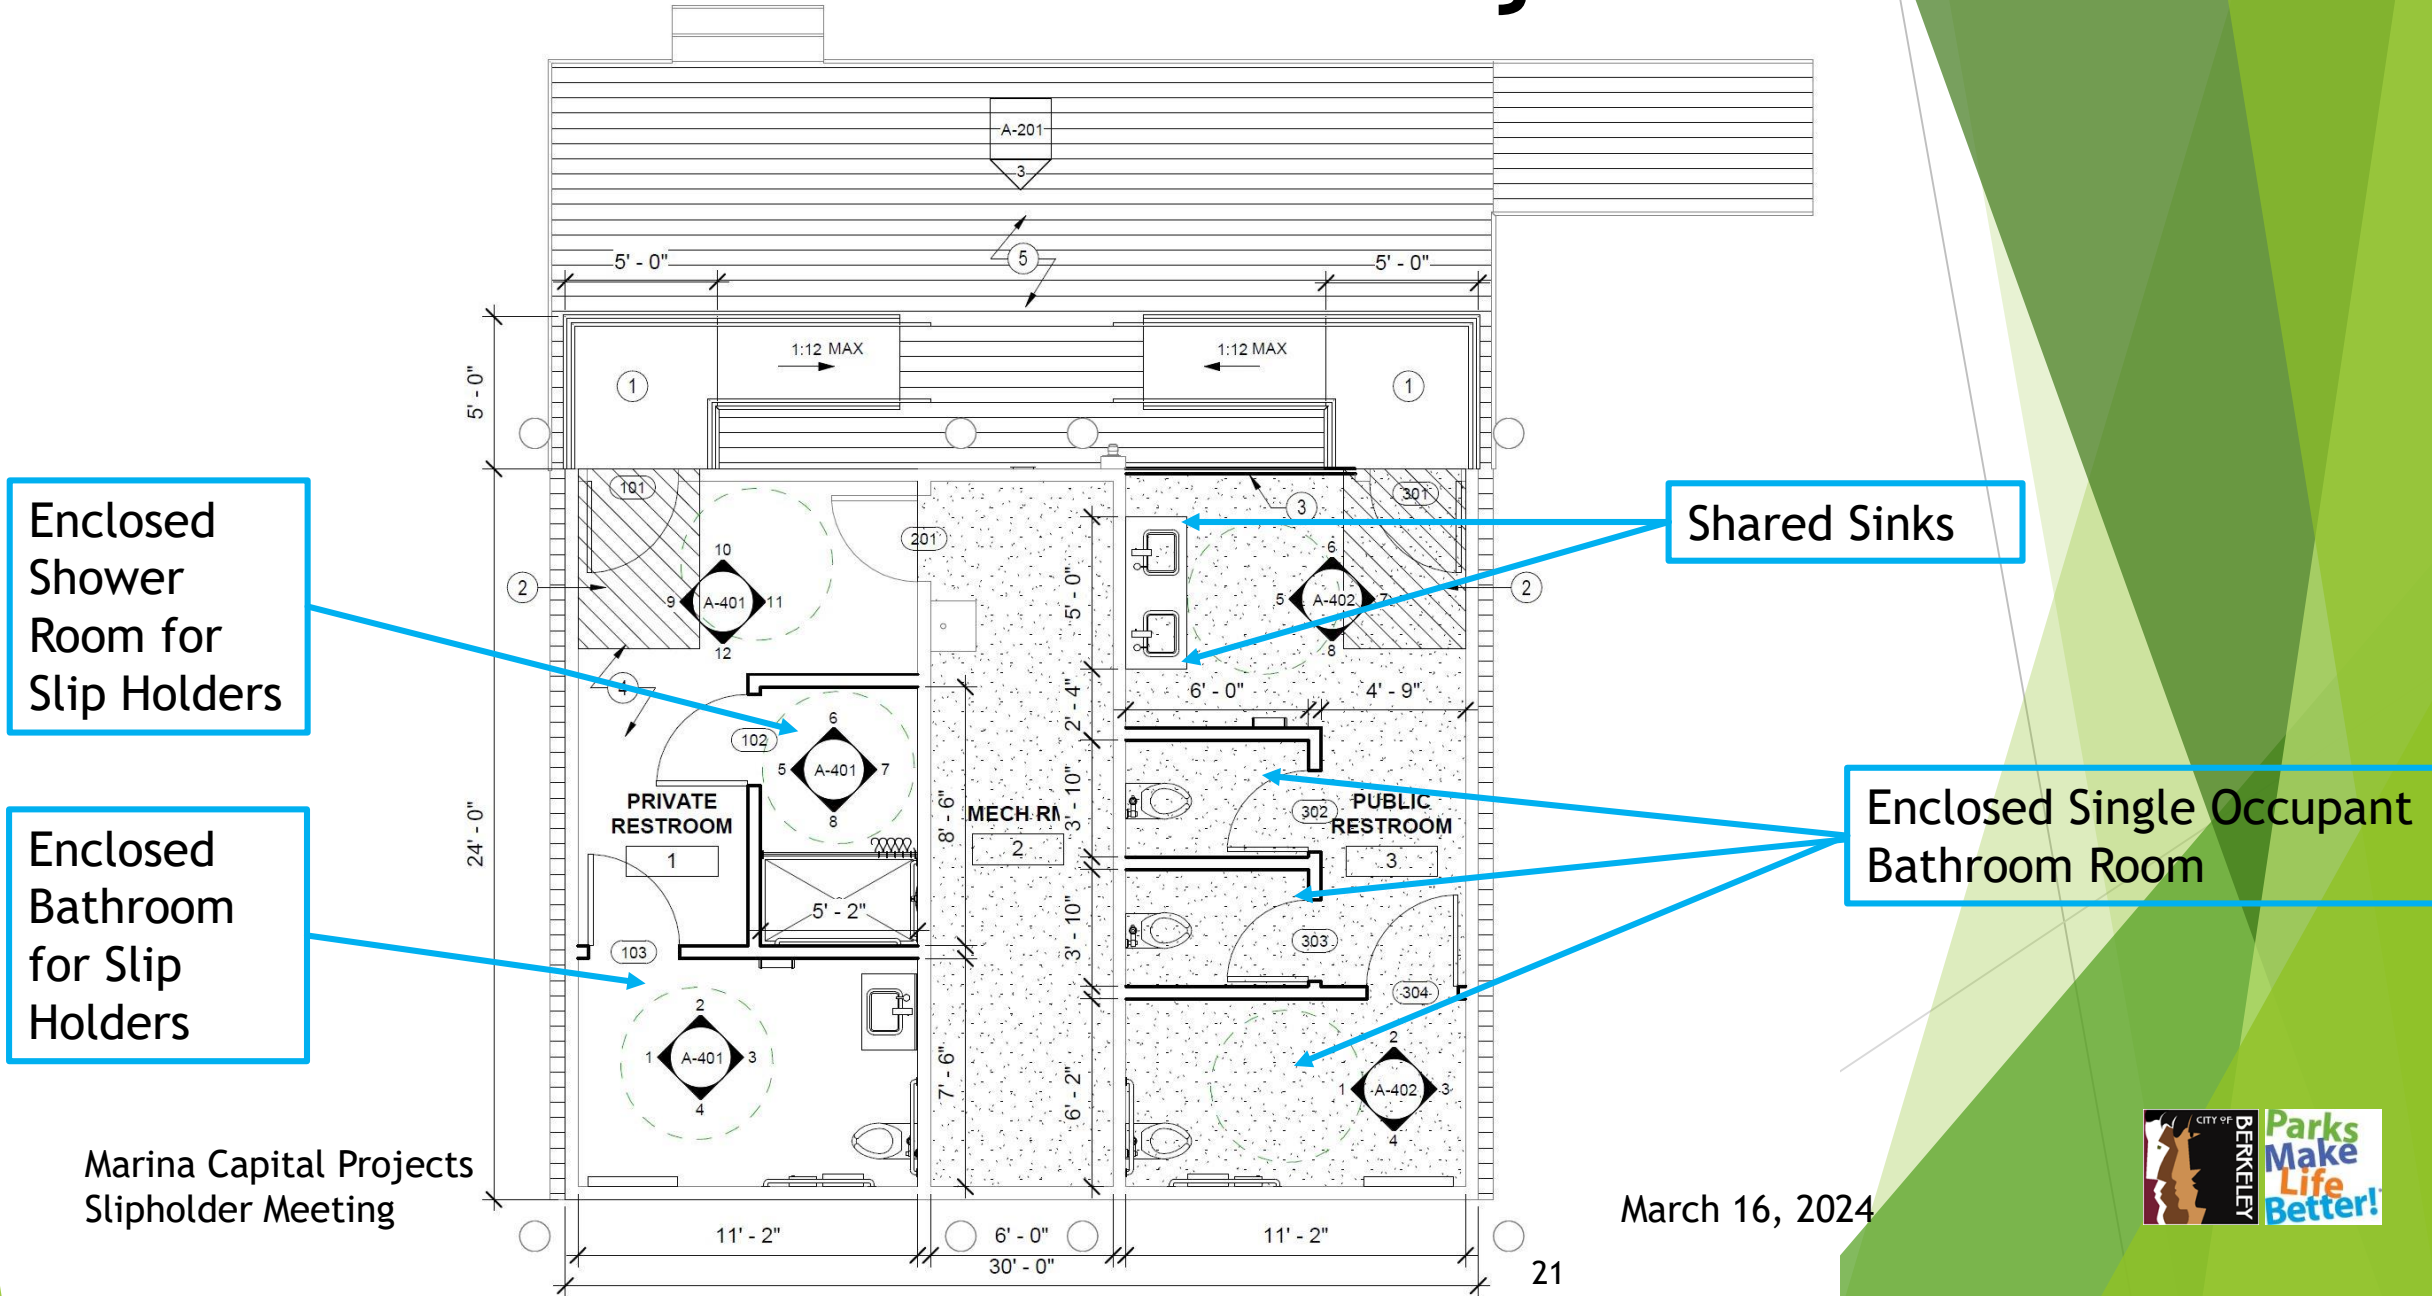 A-201
3
5' - 0"
5
5' - 0"
5' - 0"
1:12 MAX
1:12 MAX
1
1
Enclosed
Shower
Room for
Slip Holders
Shared Sinks
101
201
3
301
10
9
A-401
11
12
6
5
A-402
7
8
2
2
4
5' - 0"
6' - 0"
4' - 9"
2' - 4"
102
6
5
A-401
7
8
PRIVATE
RESTROOM
1
8' - 6"
MECH RM
2
3' - 10"
302
PUBLIC
RESTROOM
3
Enclosed Single Occupant
Bathroom Room
24' - 0"
Enclosed
Bathroom
for Slip
Holders
5' - 2"
3' - 10"
103
303
304
2
1
A-401
3
4
7' - 6"
6' - 2"
2
1
A-402
3
4
Marina Capital Projects
Slipholder Meeting
March 16, 2024
CITY OF
BERKELEY
Parks
Make
Life
Better!
11' - 2"
6' - 0"
11' - 2"
30' - 0"
21